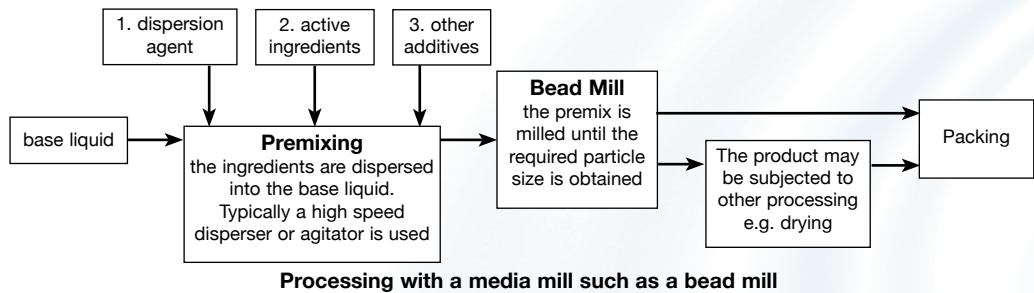 1. dispersion
agent
2. active
ingredients
3. other
additives
base liquid
Premixing
the ingredients are dispersed
into the base liquid.
Typically a high speed
disperser or agitator is used
Bead Mill
the premix is
milled until the
required particle
size is obtained
The product may
be subjected to
other processing
e.g. drying
Packing
Processing with a media mill such as a bead mill